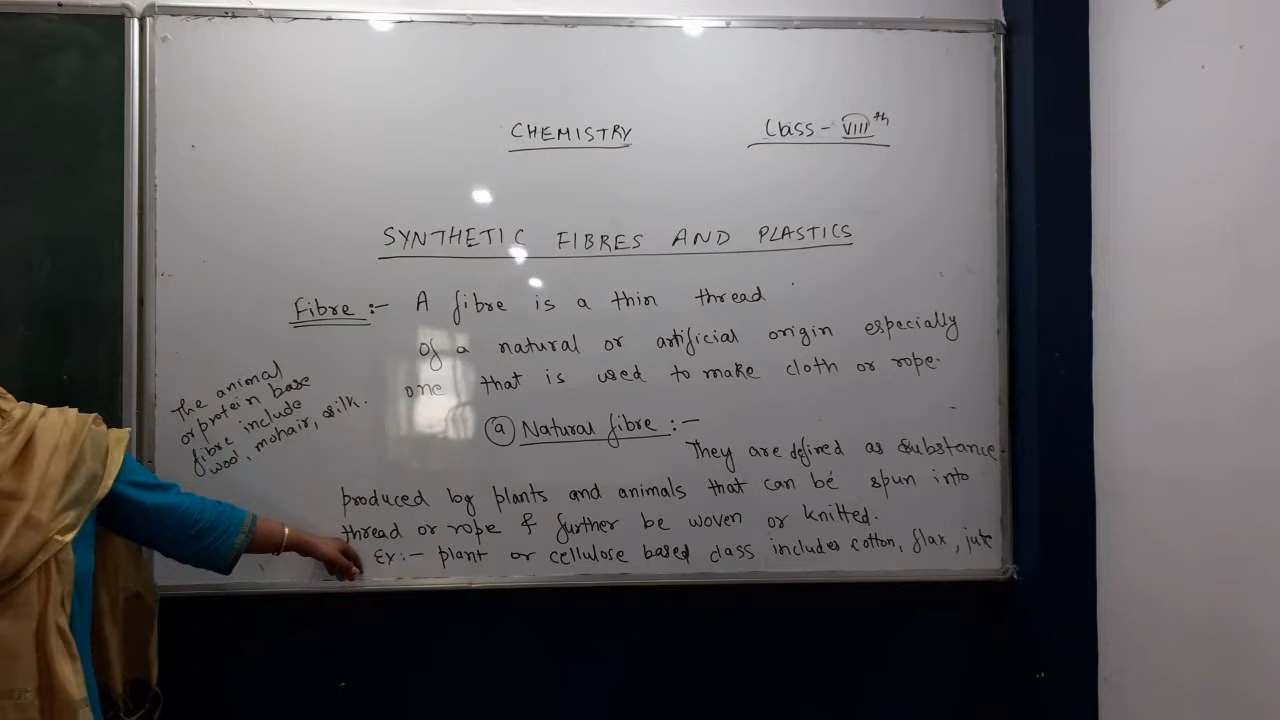 CHEMISTRY
Class - VIIIth
SYNTHETIC FIBRES AND PLASTICS
Fibre :- A fibre is a thin thread
of a natural or artificial origin especially
one that is used to make cloth or rope.
The animal
or protein base
fibre include
wool, mohair, silk.
(a) Natural fibre :-
They are defined as substance
produced by plants and animals that can be spun into
thread or rope & further be woven or knitted.
Ex :- plant or cellulose based class includes cotton, flax, jute